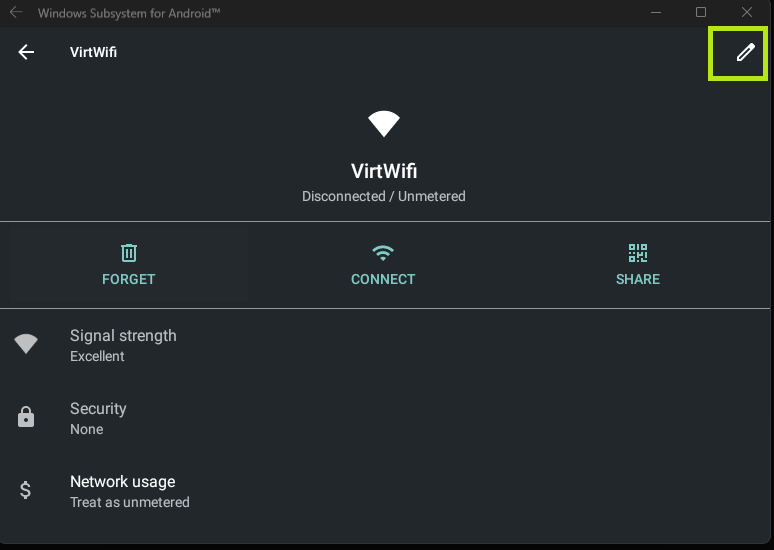 Windows Subsystem for Android™
VirtWifi
VirtWifi
Disconnected / Unmetered
FORGET
CONNECT
SHARE
Signal strength
Excellent
Security
None
Network usage
Treat as unmetered